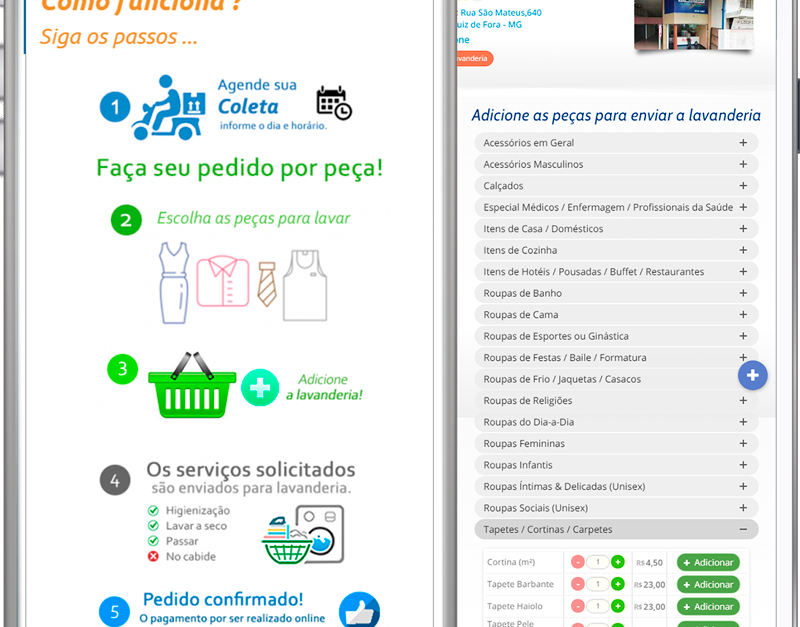 Como funciona ?
Siga os passos ...
1
Agende sua
Coleta
informe o dia e horário.
Faça seu pedido por peça!
2
Escolha as peças para lavar
3
Adicione
a lavanderia!
4
Os serviços solicitados
são enviados para lavanderia.
Higienização
Lavar a seco
Passar
No cabide
5
Pedido confirmado!
O pagamento por ser realizado online
Rua São Mateus,640
uiz de Fora - MG
one
vanderia
Adicione as peças para enviar a lavanderia
Acessórios em Geral +
Acessórios Masculinos +
Calçados +
Especial Médicos / Enfermagem / Profissionais da Saúde +
Itens de Casa / Domésticos +
Itens de Cozinha +
Itens de Hotéis / Pousadas / Buffet / Restaurantes +
Roupas de Banho +
Roupas de Cama +
Roupas de Esportes ou Ginástica +
Roupas de Festas / Baile / Formatura +
Roupas de Frio / Jaquetas / Casacos +
Roupas de Religiões +
Roupas do Dia-a-Dia +
Roupas Femininas +
Roupas Infantis +
Roupas Íntimas & Delicadas (Unisex) +
Roupas Sociais (Unisex) +
Tapetes / Cortinas / Carpetes −
Cortina (m²) - 1 + R$ 4,50 + Adicionar
Tapete Barbante - 1 + R$ 23,00 + Adicionar
Tapete Haiolo - 1 + R$ 23,00 + Adicionar
Tapete Pele